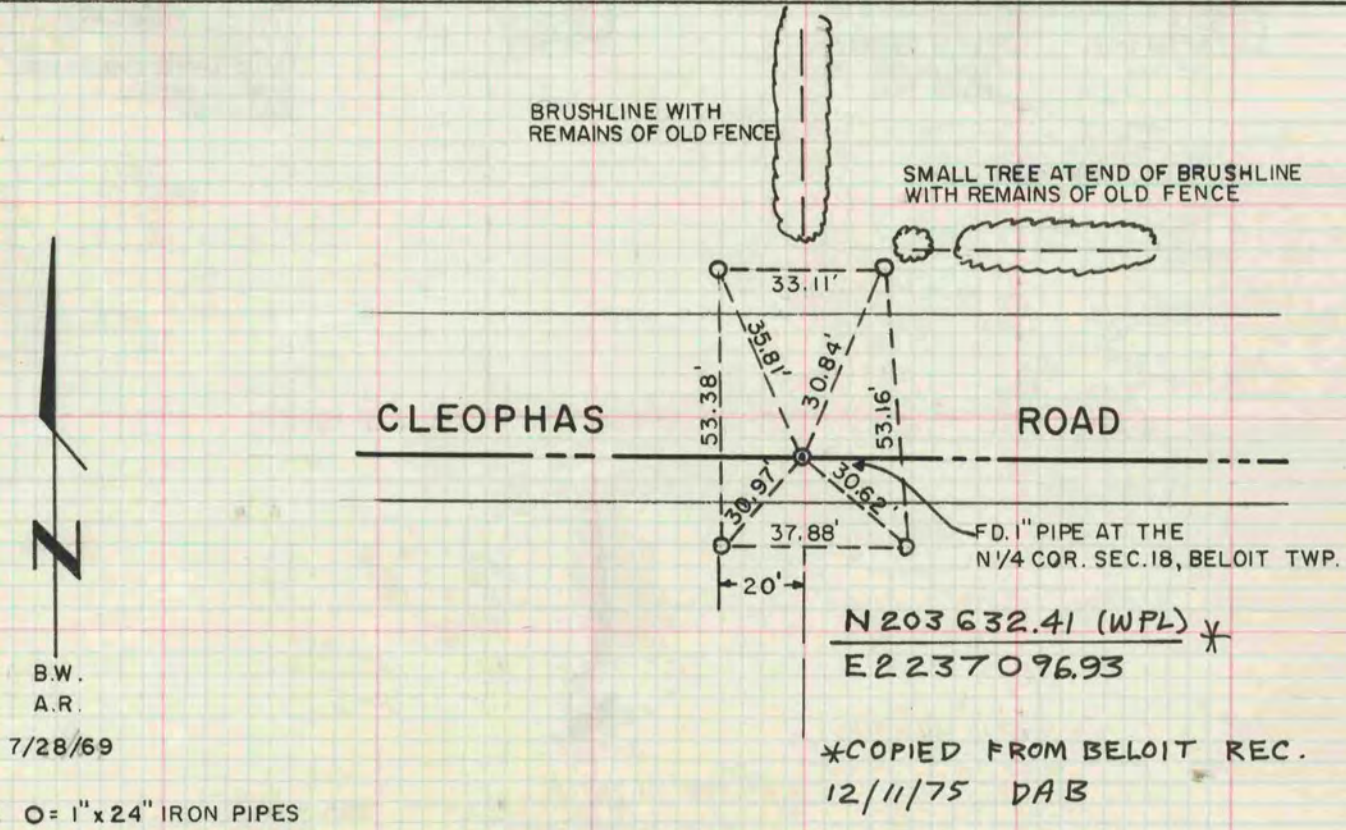 BRUSHLINE WITH
REMAINS OF OLD FENCE
SMALL TREE AT END OF BRUSHLINE
WITH REMAINS OF OLD FENCE
33.11'
35.81'
30.84'
53.38'
53.16'
CLEOPHAS ROAD
30.97'
30.62'
37.88'
FD. 1" PIPE AT THE
N 1/4 COR. SEC. 18, BELOIT TWP.
20'
N
N 203 632.41 (WPL) *
E 2 237 096.93
B.W.
A.R.
7/28/69
*COPIED FROM BELOIT REC.
12/11/75 DAB
O = 1" x 24" IRON PIPES